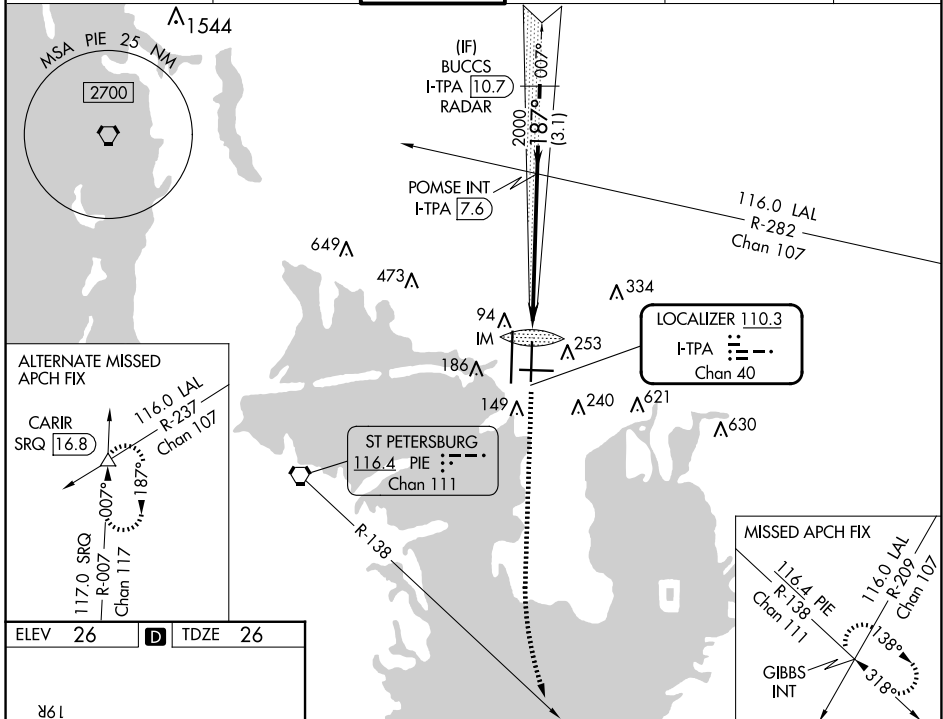 1544
MSA PIE 25 NM
2700
(IF)
BUCCS
I-TPA 10.7
RADAR
007°
2000
187°
(3.1)
POMSE INT
I-TPA 7.6
116.0 LAL
R-282
Chan 107
649
473
334
94
IM
253
186
149
240
621
630
LOCALIZER 110.3
I-TPA
Chan 40
ALTERNATE MISSED
APCH FIX
CARIR
SRQ 16.8
116.0 LAL
R-237
Chan 107
007°
187°
117.0 SRQ
R-007
Chan 117
ST PETERSBURG
116.4 PIE
Chan 111
R-138
MISSED APCH FIX
116.4 PIE
R-138
Chan 111
116.0 LAL
R-209
Chan 107
138°
318°
GIBBS
INT
ELEV 26 D TDZE 26
19R